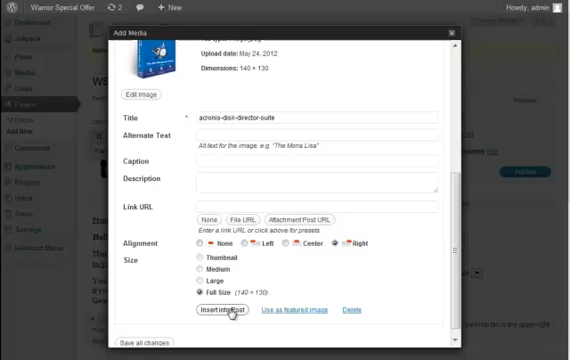 Warrior Special Offer 2 + New Howdy, admin
Dashboard
Jetpack
Posts
Media
Links
Pages
Add New
Comments
Appearance
Plugins
Users
Tools
Settings
Add Media
Upload date: May 24, 2012
Dimensions: 140 × 130
Edit Image
Title * acronis-disk-director-suite
Alternate Text
Alt text for the image, e.g. "The Mona Lisa"
Caption
Description
Link URL
None File URL Attachment Post URL
Enter a link URL or click above for presets.
Alignment None Left Center Right
Size Thumbnail
Medium
Large
Full Size (140 × 130)
Insert into Post Use as featured image Delete
Save all changes
Preview
Publish